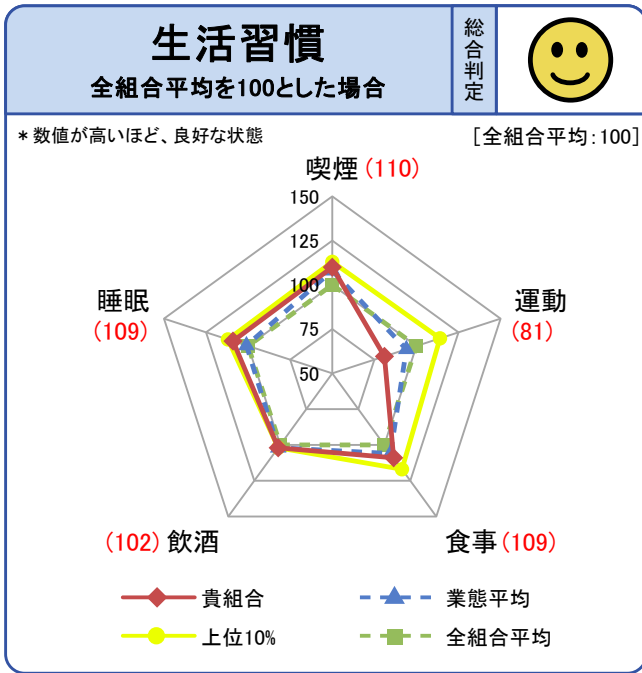 生活習慣
全組合平均を100とした場合
総合判定
*数値が高いほど、良好な状態
[全組合平均:100]
喫煙(110)
150
125
100
75
50
睡眠
(109)
運動
(81)
(102)飲酒
食事(109)
貴組合
業態平均
上位10%
全組合平均